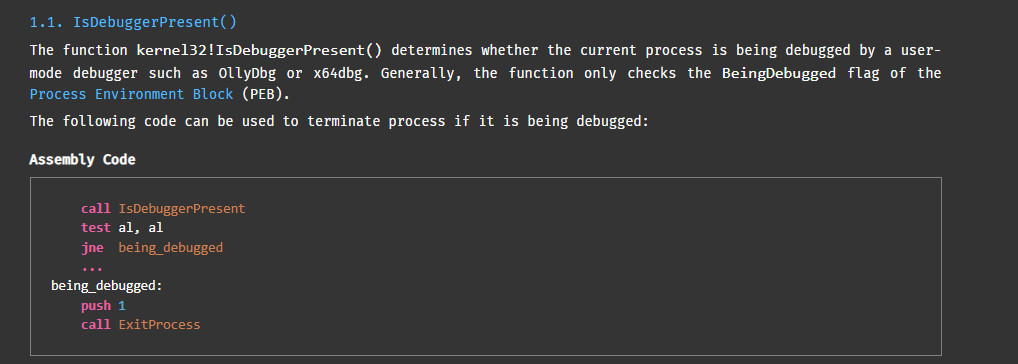 1.1. IsDebuggerPresent()
The function kernel32!IsDebuggerPresent() determines whether the current process is being debugged by a user-
mode debugger such as OllyDbg or x64dbg. Generally, the function only checks the BeingDebugged flag of the
Process Environment Block (PEB).
The following code can be used to terminate process if it is being debugged:
Assembly Code
call IsDebuggerPresent
test al, al
jne being_debugged
...
being_debugged:
push 1
call ExitProcess